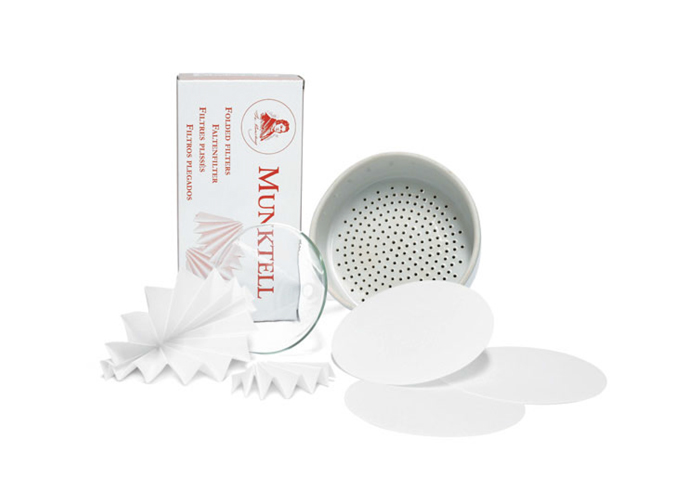 FOLDED FILTERS
FALTENFILTER
FILTRES PLISSÉS
FILTROS PLEGADOS
MUNKTELL